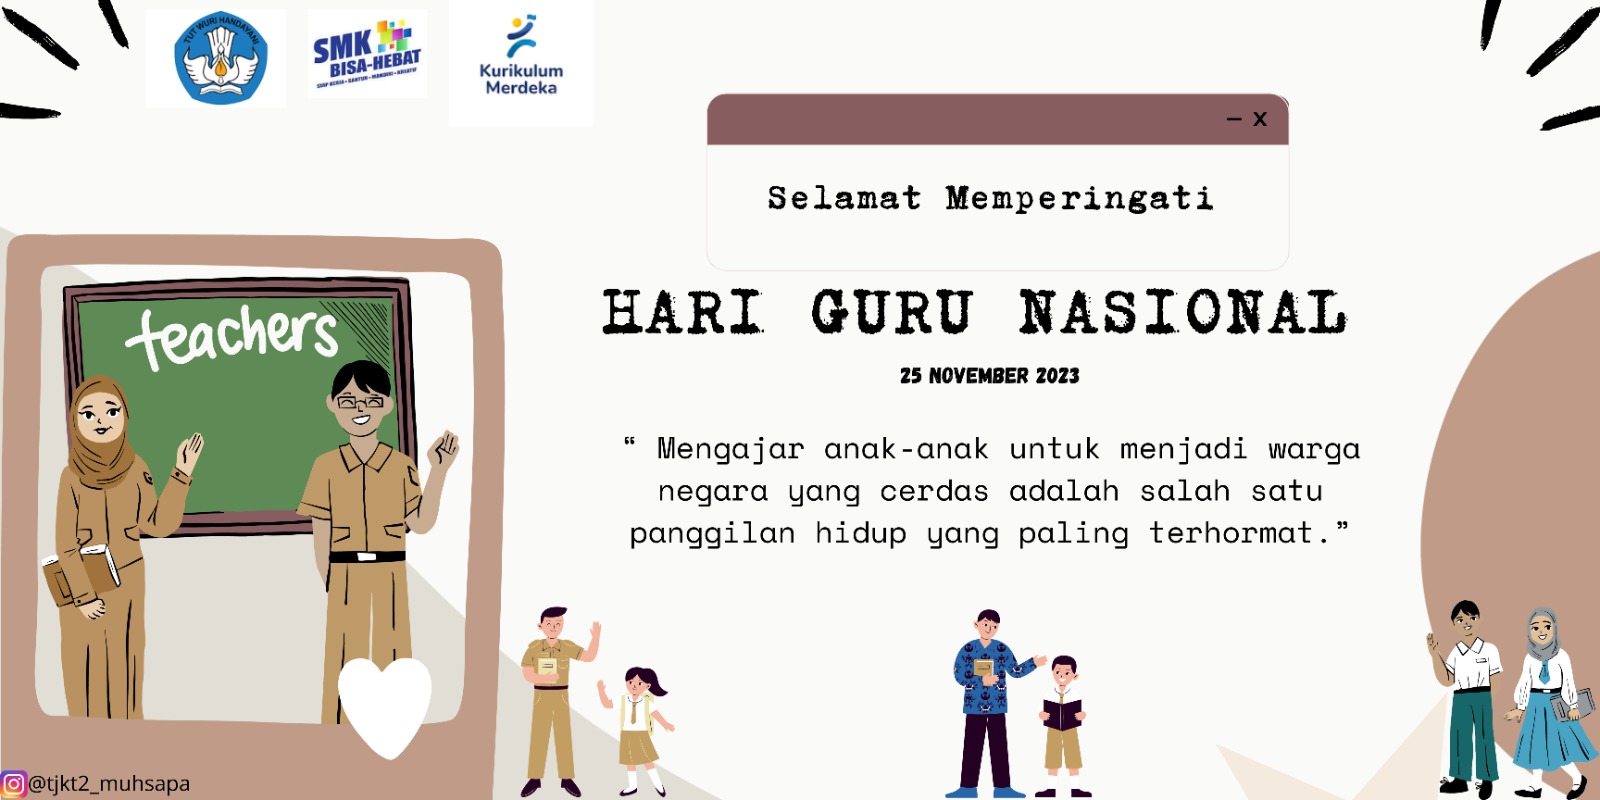 TUT WURI HANDAYANI
SMK
BISA-HEBAT
SIAP KERJA • SANTUN • MANDIRI • KREATIF
Kurikulum
Merdeka
— X
Selamat Memperingati
HARI GURU NASIONAL
25 NOVEMBER 2023
“ Mengajar anak-anak untuk menjadi warga
negara yang cerdas adalah salah satu
panggilan hidup yang paling terhormat.”
teachers
@tjkt2_muhsapa